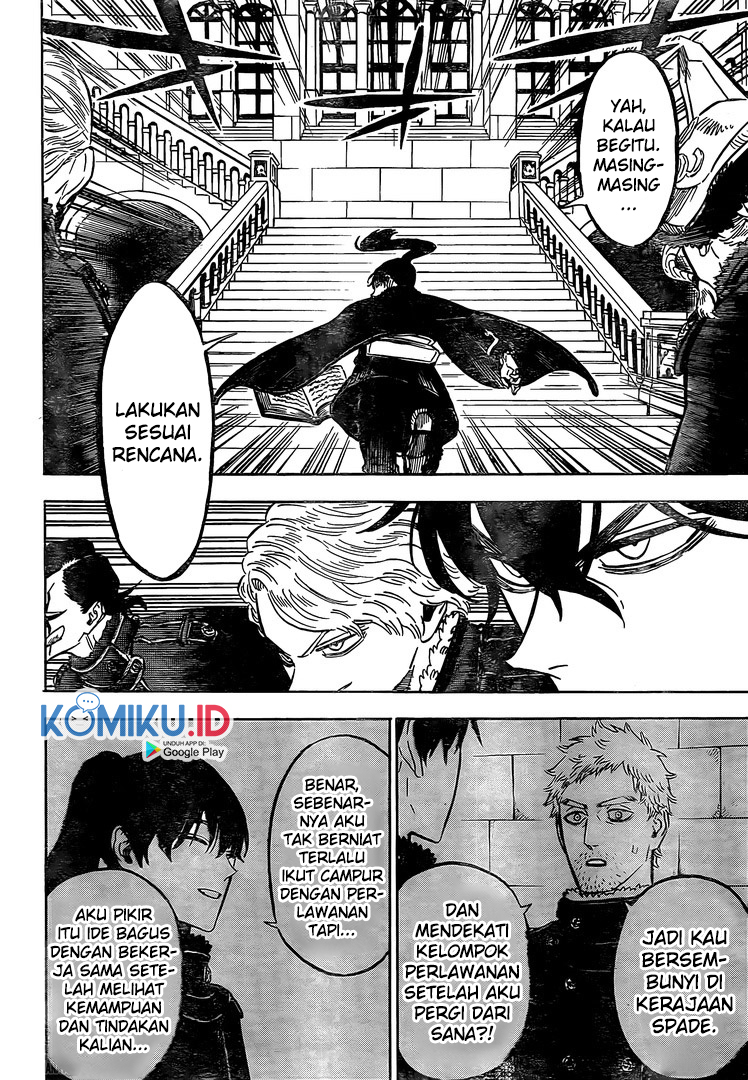 YAH,
KALAU
BEGITU.
MASING-
MASING
...
LAKUKAN
SESUAI
RENCANA.
KOMIKU.ID
UNDUH APP DI:
Google Play
JADI KAU
BERSEM-
BUNYI DI
KERAJAAN
SPADE.
DAN
MENDEKATI
KELOMPOK
PERLAWANAN
SETELAH AKU
PERGI DARI
SANA?!
BENAR,
SEBENAR-
NYA AKU
TAK BERNIAT
TERLALU
IKUT CAMPUR
DENGAN PER-
LAWANAN
TAPI...
AKU PIKIR
ITU IDE BAGUS
DENGAN BEKER-
JA SAMA SETE-
LAH MELIHAT
KEMAMPUAN
DAN TINDAKAN
KALIAN...